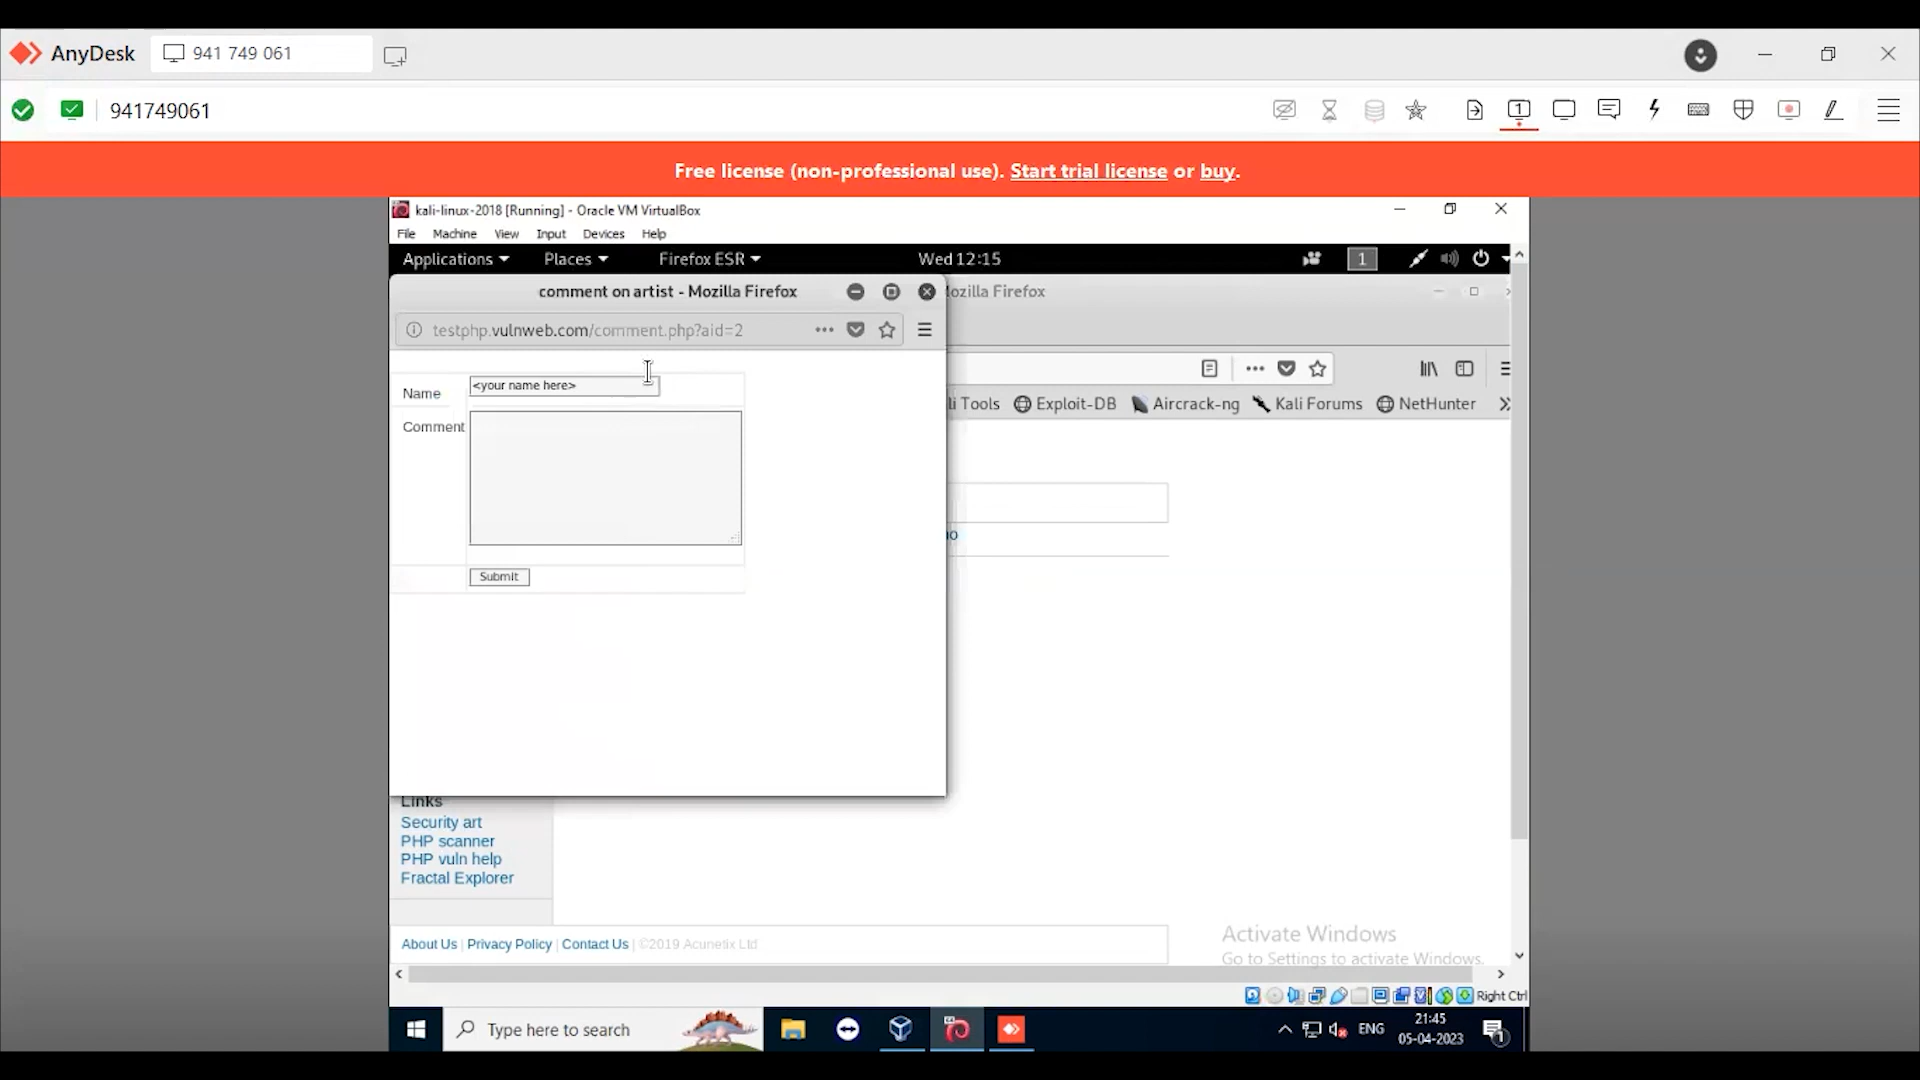 AnyDesk
941 749 061
941749061
1
Free license (non-professional use). Start trial license or buy.
kali-linux-2018 [Running] - Oracle VM VirtualBox
File Machine View Input Devices Help
Applications Places Firefox ESR Wed 12:15 1
comment on artist - Mozilla Firefox
ozilla Firefox
testphp.vulnweb.com/comment.php?aid=2
Name <your name here>
li Tools Exploit-DB Aircrack-ng Kali Forums NetHunter
Comment
Submit
Links
Security art
PHP scanner
PHP vuln help
Fractal Explorer
About Us | Privacy Policy | Contact Us | ©2019 Acunetix Ltd
Activate Windows
Go to Settings to activate Windows.
Right Ctrl
Type here to search
ENG
21:45
05-04-2023
1